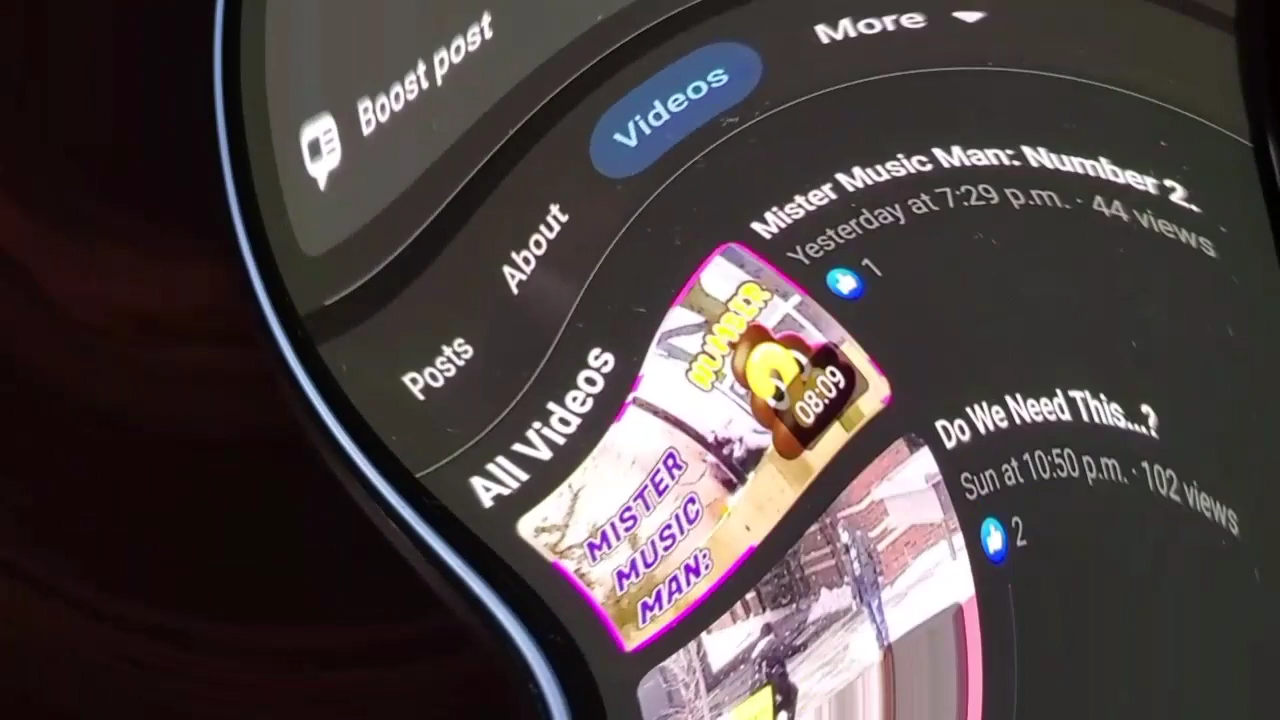 Boost post
Posts
About
Videos
More
All Videos
MISTER
MUSIC
MAN:
NUMBER
08:09
Mister Music Man: Number 2.
Yesterday at 7:29 p.m. · 44 views
1
Do We Need This...?
Sun at 10:50 p.m. · 102 views
2